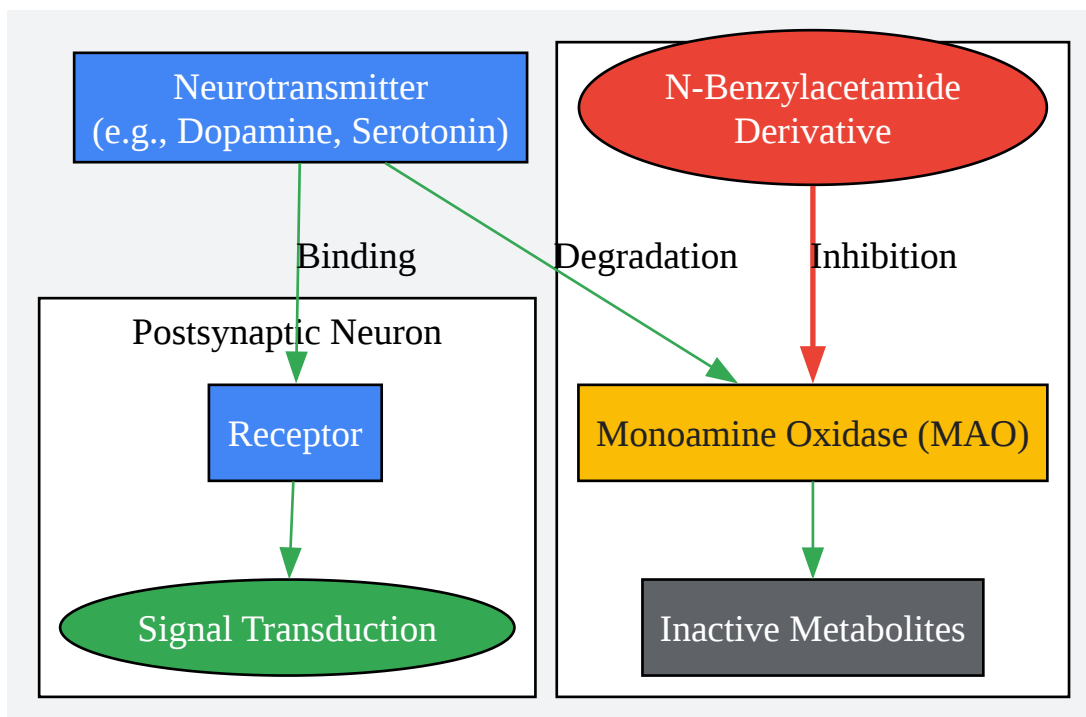 Neurotransmitter
(e.g., Dopamine, Serotonin)
N-Benzylacetamide
Derivative
Binding
Degradation
Inhibition
Postsynaptic Neuron
Receptor
Monoamine Oxidase (MAO)
Signal Transduction
Inactive Metabolites